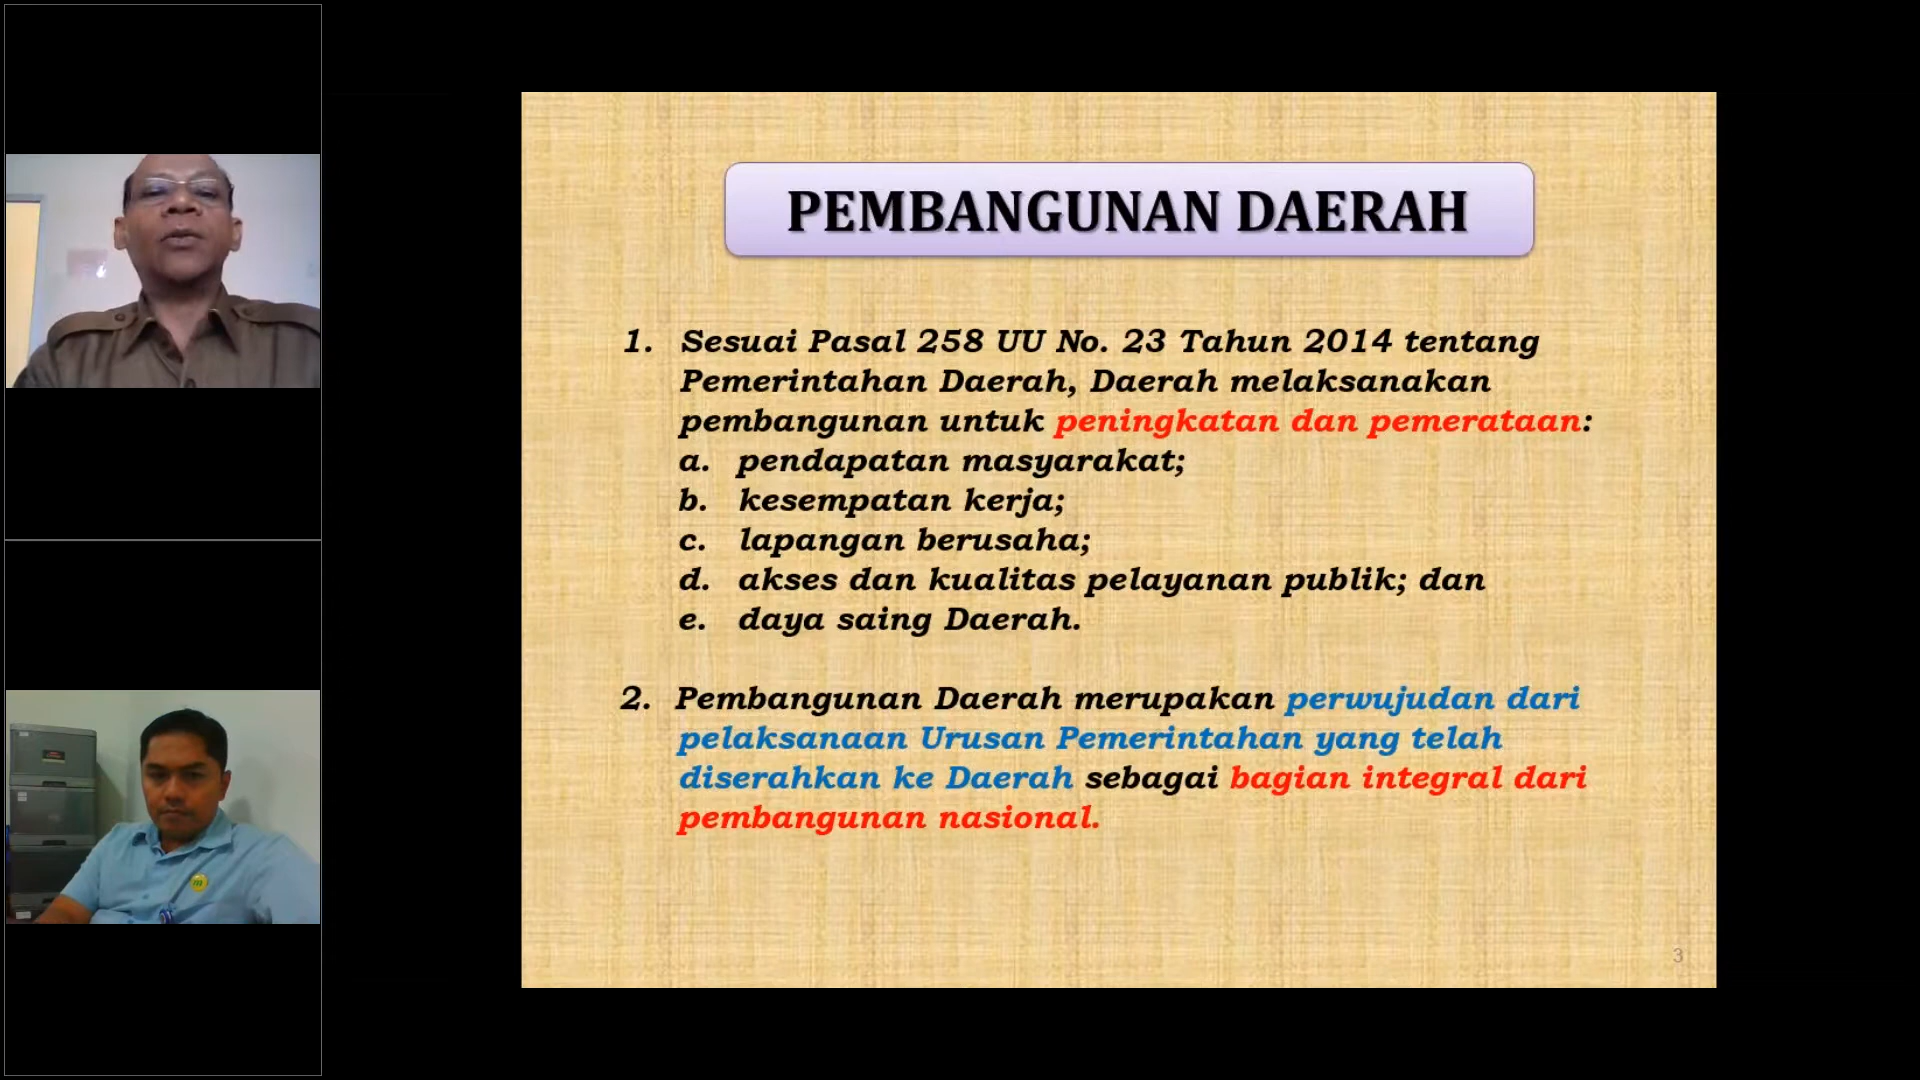 PEMBANGUNAN DAERAH
1. Sesuai Pasal 258 UU No. 23 Tahun 2014 tentang
Pemerintahan Daerah, Daerah melaksanakan
pembangunan untuk peningkatan dan pemerataan:
a. pendapatan masyarakat;
b. kesempatan kerja;
c. lapangan berusaha;
d. akses dan kualitas pelayanan publik; dan
e. daya saing Daerah.
2. Pembangunan Daerah merupakan perwujudan dari
pelaksanaan Urusan Pemerintahan yang telah
diserahkan ke Daerah sebagai bagian integral dari
pembangunan nasional.
3